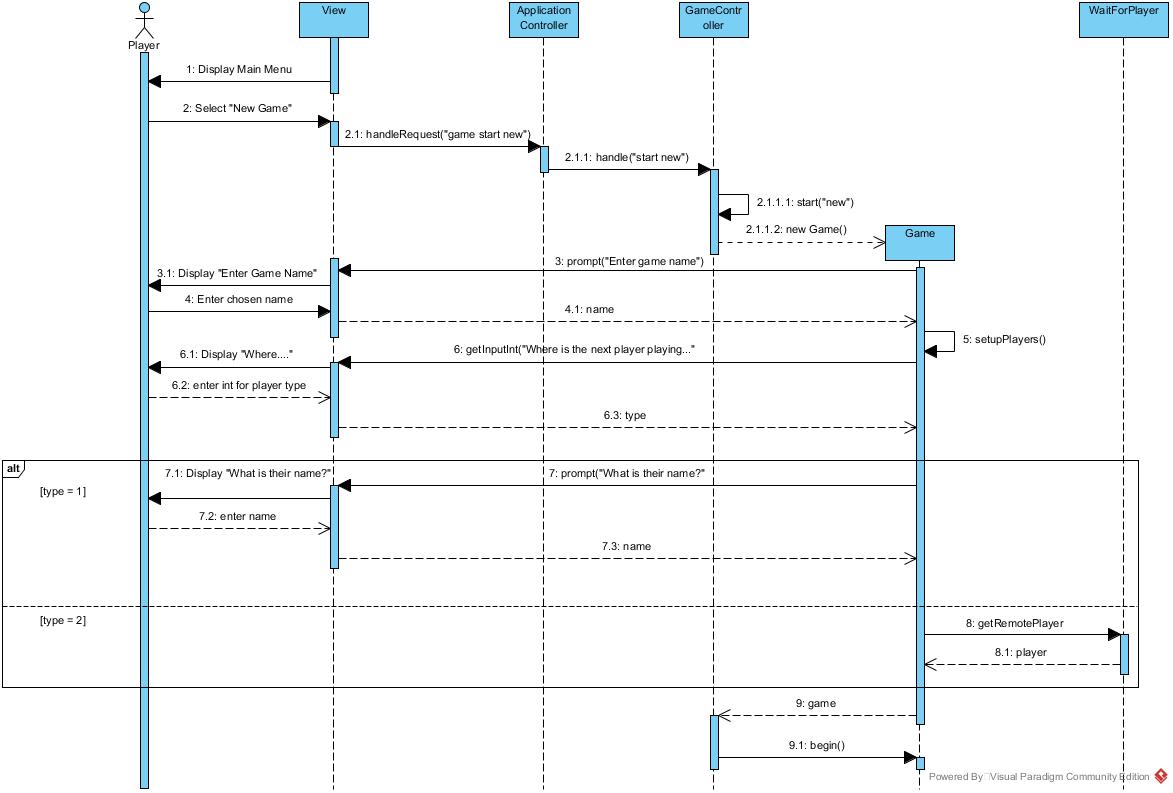 View
Application
Controller
GameContr
oller
WaitForPlayer
Player
1: Display Main Menu
2: Select "New Game"
2.1: handleRequest("game start new")
2.1.1: handle("start new")
2.1.1.1: start("new")
2.1.1.2: new Game()
Game
3: prompt("Enter game name")
3.1: Display "Enter Game Name"
4: Enter chosen name
4.1: name
5: setupPlayers()
6: getInputInt("Where is the next player playing..."
6.1: Display "Where...."
6.2: enter int for player type
6.3: type
alt
[type = 1]
7: prompt("What is their name?"
7.1: Display "What is their name?"
7.2: enter name
7.3: name
[type = 2]
8: getRemotePlayer
8.1: player
9: game
9.1: begin()
Powered By Visual Paradigm Community Edition